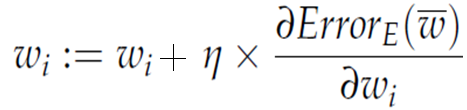 wᵢ := wᵢ + η × ∂Error_E(w̅) / ∂wᵢ